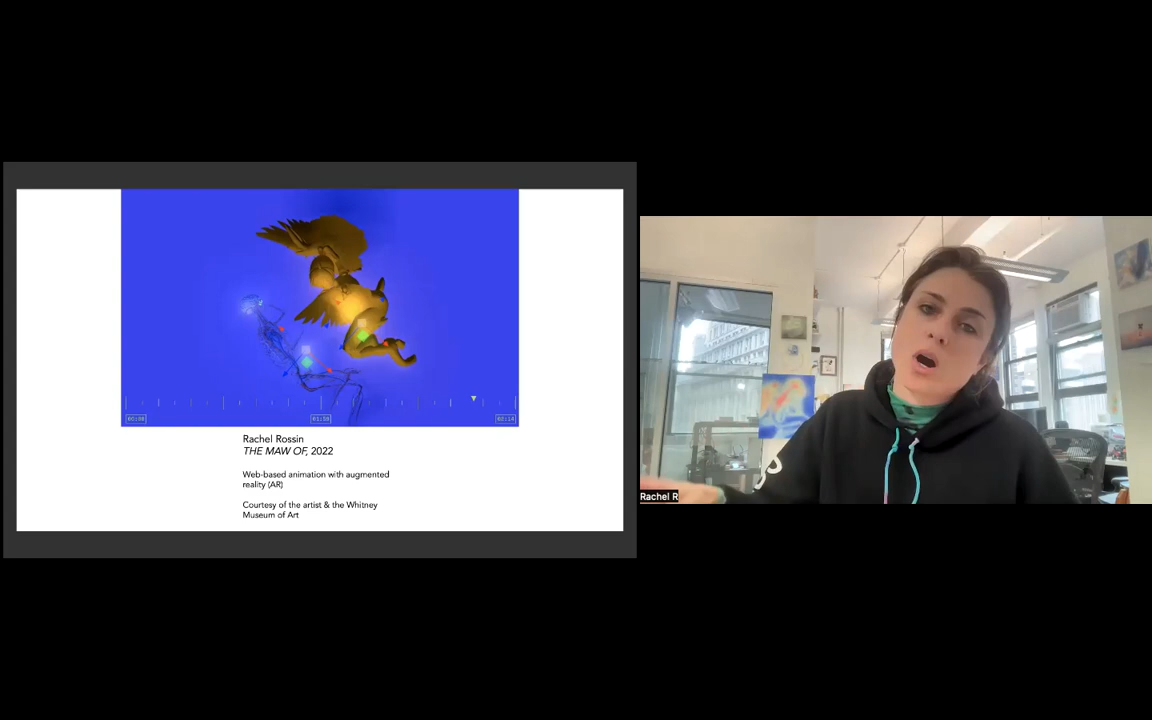 00:00
01:30
02:14
Rachel Rossin
THE MAW OF, 2022
Web-based animation with augmented
reality (AR)
Courtesy of the artist & the Whitney
Museum of Art
Rachel R